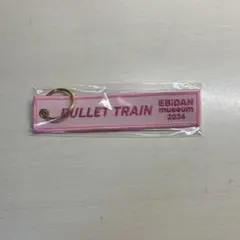 BULLET TRAIN
EBiDAN
museum
2024